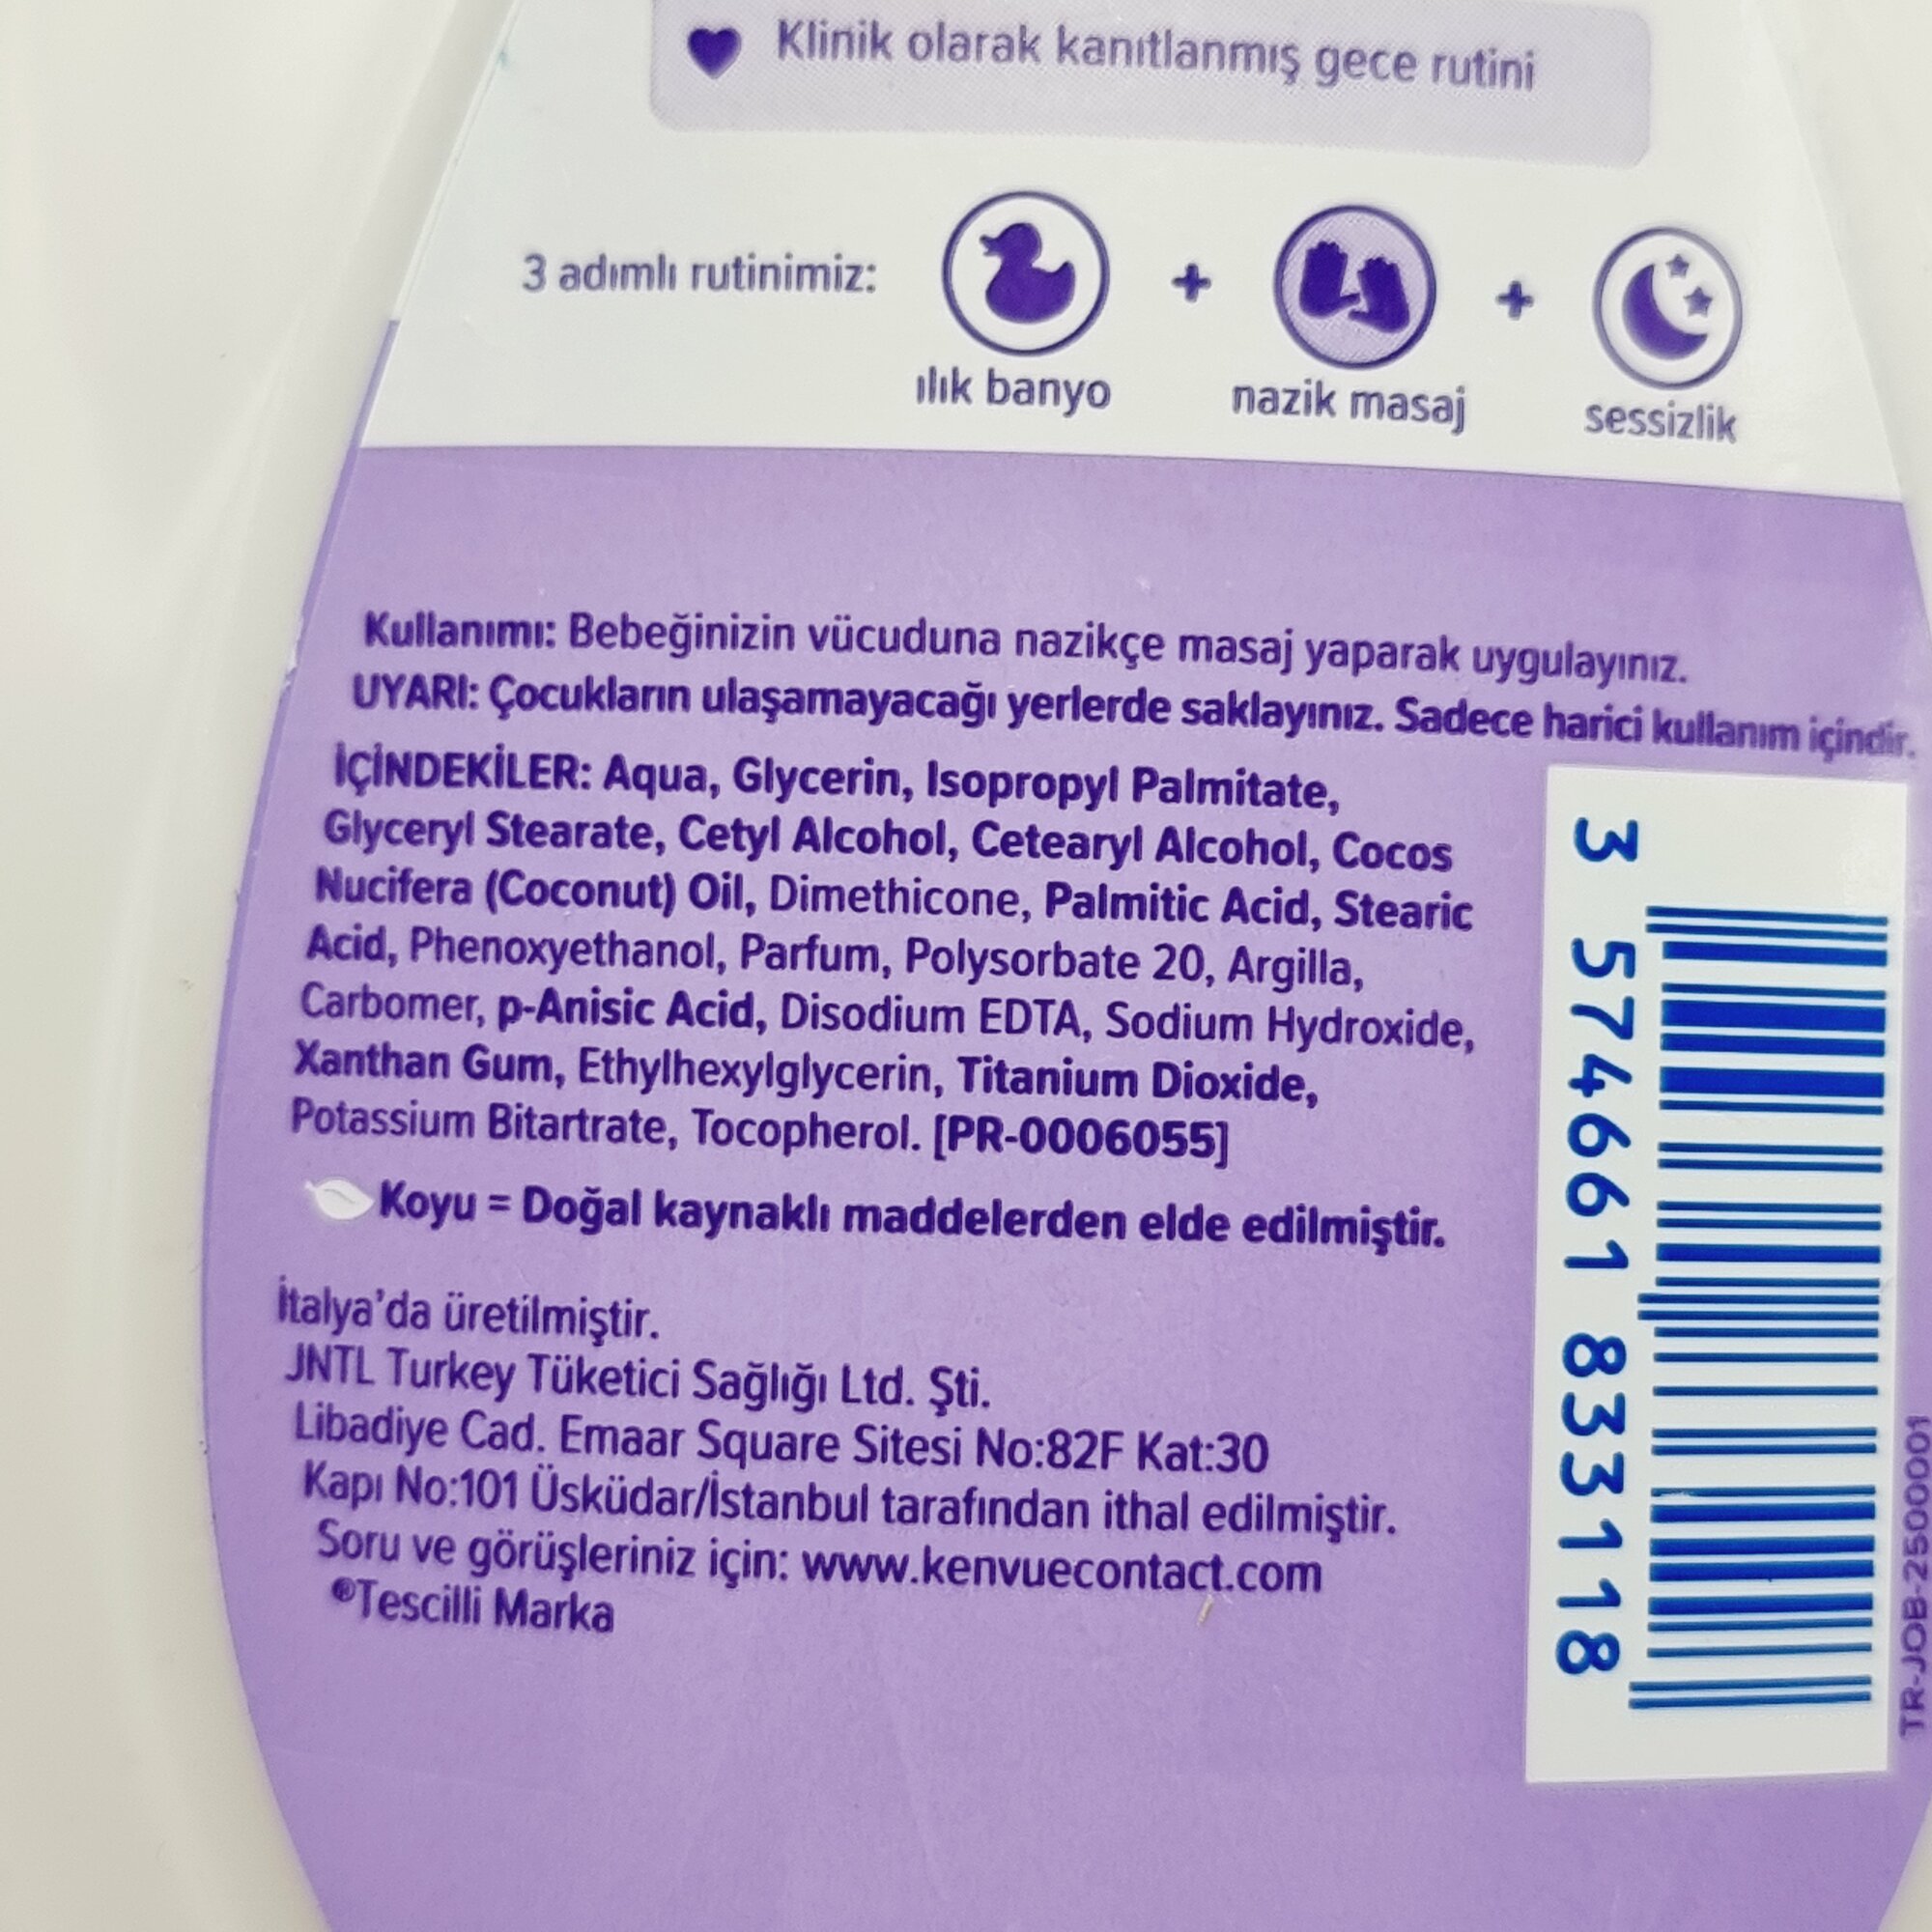 Klinik olarak kanıtlanmış gece rutini
3 adımlı rutinimiz:
ılık banyo + nazik masaj + sessizlik
Kullanımı: Bebeğinizin vücuduna nazikçe masaj yaparak uygulayınız.
UYARI: Çocukların ulaşamayacağı yerlerde saklayınız. Sadece harici kullanım içindir.
İÇİNDEKİLER: Aqua, Glycerin, Isopropyl Palmitate,
Glyceryl Stearate, Cetyl Alcohol, Cetearyl Alcohol, Cocos
Nucifera (Coconut) Oil, Dimethicone, Palmitic Acid, Stearic
Acid, Phenoxyethanol, Parfum, Polysorbate 20, Argilla,
Carbomer, p-Anisic Acid, Disodium EDTA, Sodium Hydroxide,
Xanthan Gum, Ethylhexylglycerin, Titanium Dioxide,
Potassium Bitartrate, Tocopherol. [PR-0006055]
Koyu = Doğal kaynaklı maddelerden elde edilmiştir.
İtalya'da üretilmiştir.
JNTL Turkey Tüketici Sağlığı Ltd. Şti.
Libadiye Cad. Emaar Square Sitesi No:82F Kat:30
Kapı No:101 Üsküdar/İstanbul tarafından ithal edilmiştir.
Soru ve görüşleriniz için: www.kenvuecontact.com
®Tescilli Marka
3 574661 833118
TR-JOB-2500001